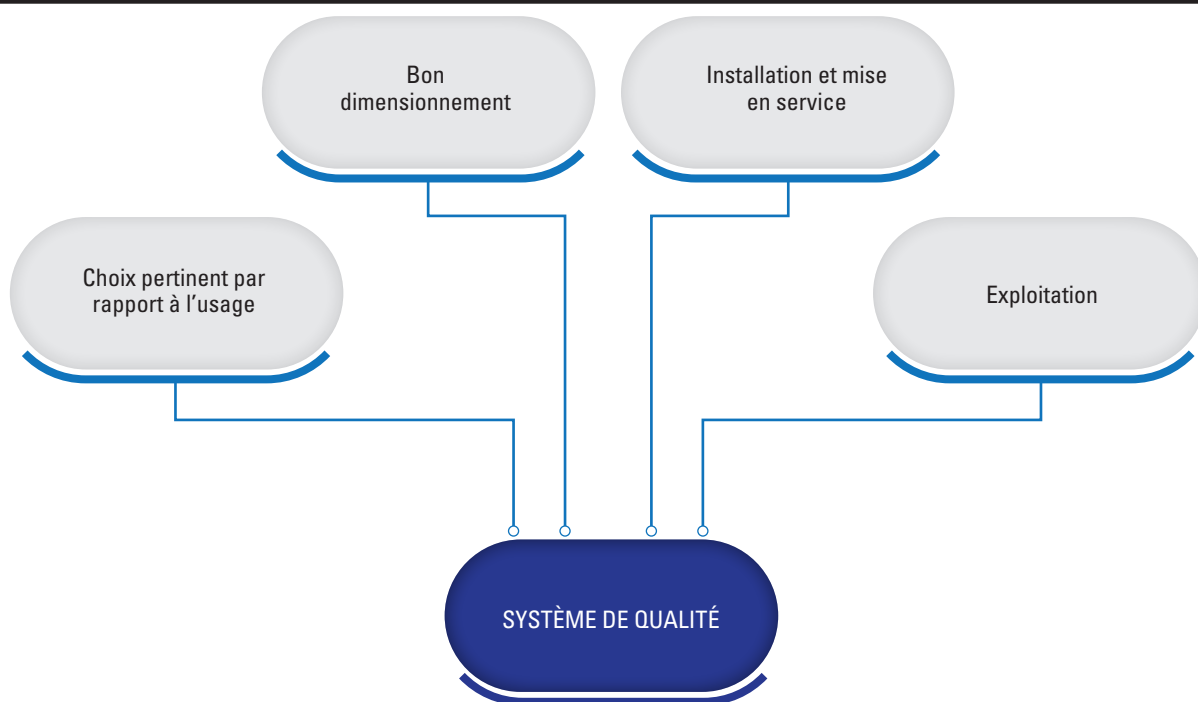 Bon
dimensionnement
Installation et mise
en service
Choix pertinent par
rapport à l’usage
Exploitation
SYSTÈME DE QUALITÉ